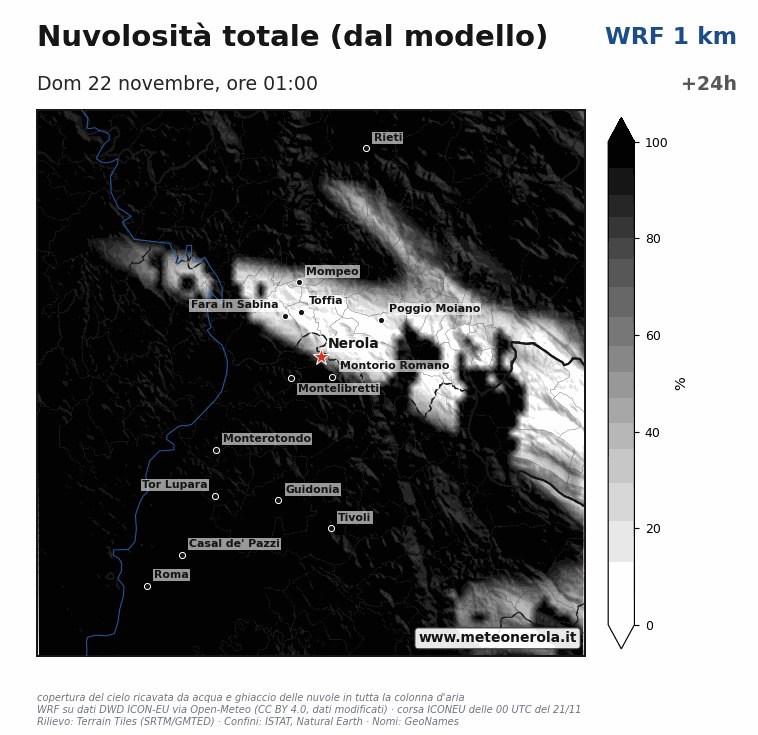 Nuvolosità totale (dal modello)
WRF 1 km
Dom 22 novembre, ore 01:00
+24h
Rieti
Mompeo
Toffia
Fara in Sabina
Poggio Moiano
Nerola
Montorio Romano
Montelibretti
Monterotondo
Tor Lupara
Guidonia
Tivoli
Casal de' Pazzi
Roma
www.meteonerola.it
100
80
60
40
20
0
%
copertura del cielo ricavata da acqua e ghiaccio delle nuvole in tutta la colonna d'aria
WRF su dati DWD ICON-EU via Open-Meteo (CC BY 4.0, dati modificati) · corsa ICONEU delle 00 UTC del 21/11
Rilievo: Terrain Tiles (SRTM/GMTED) · Confini: ISTAT, Natural Earth · Nomi: GeoNames